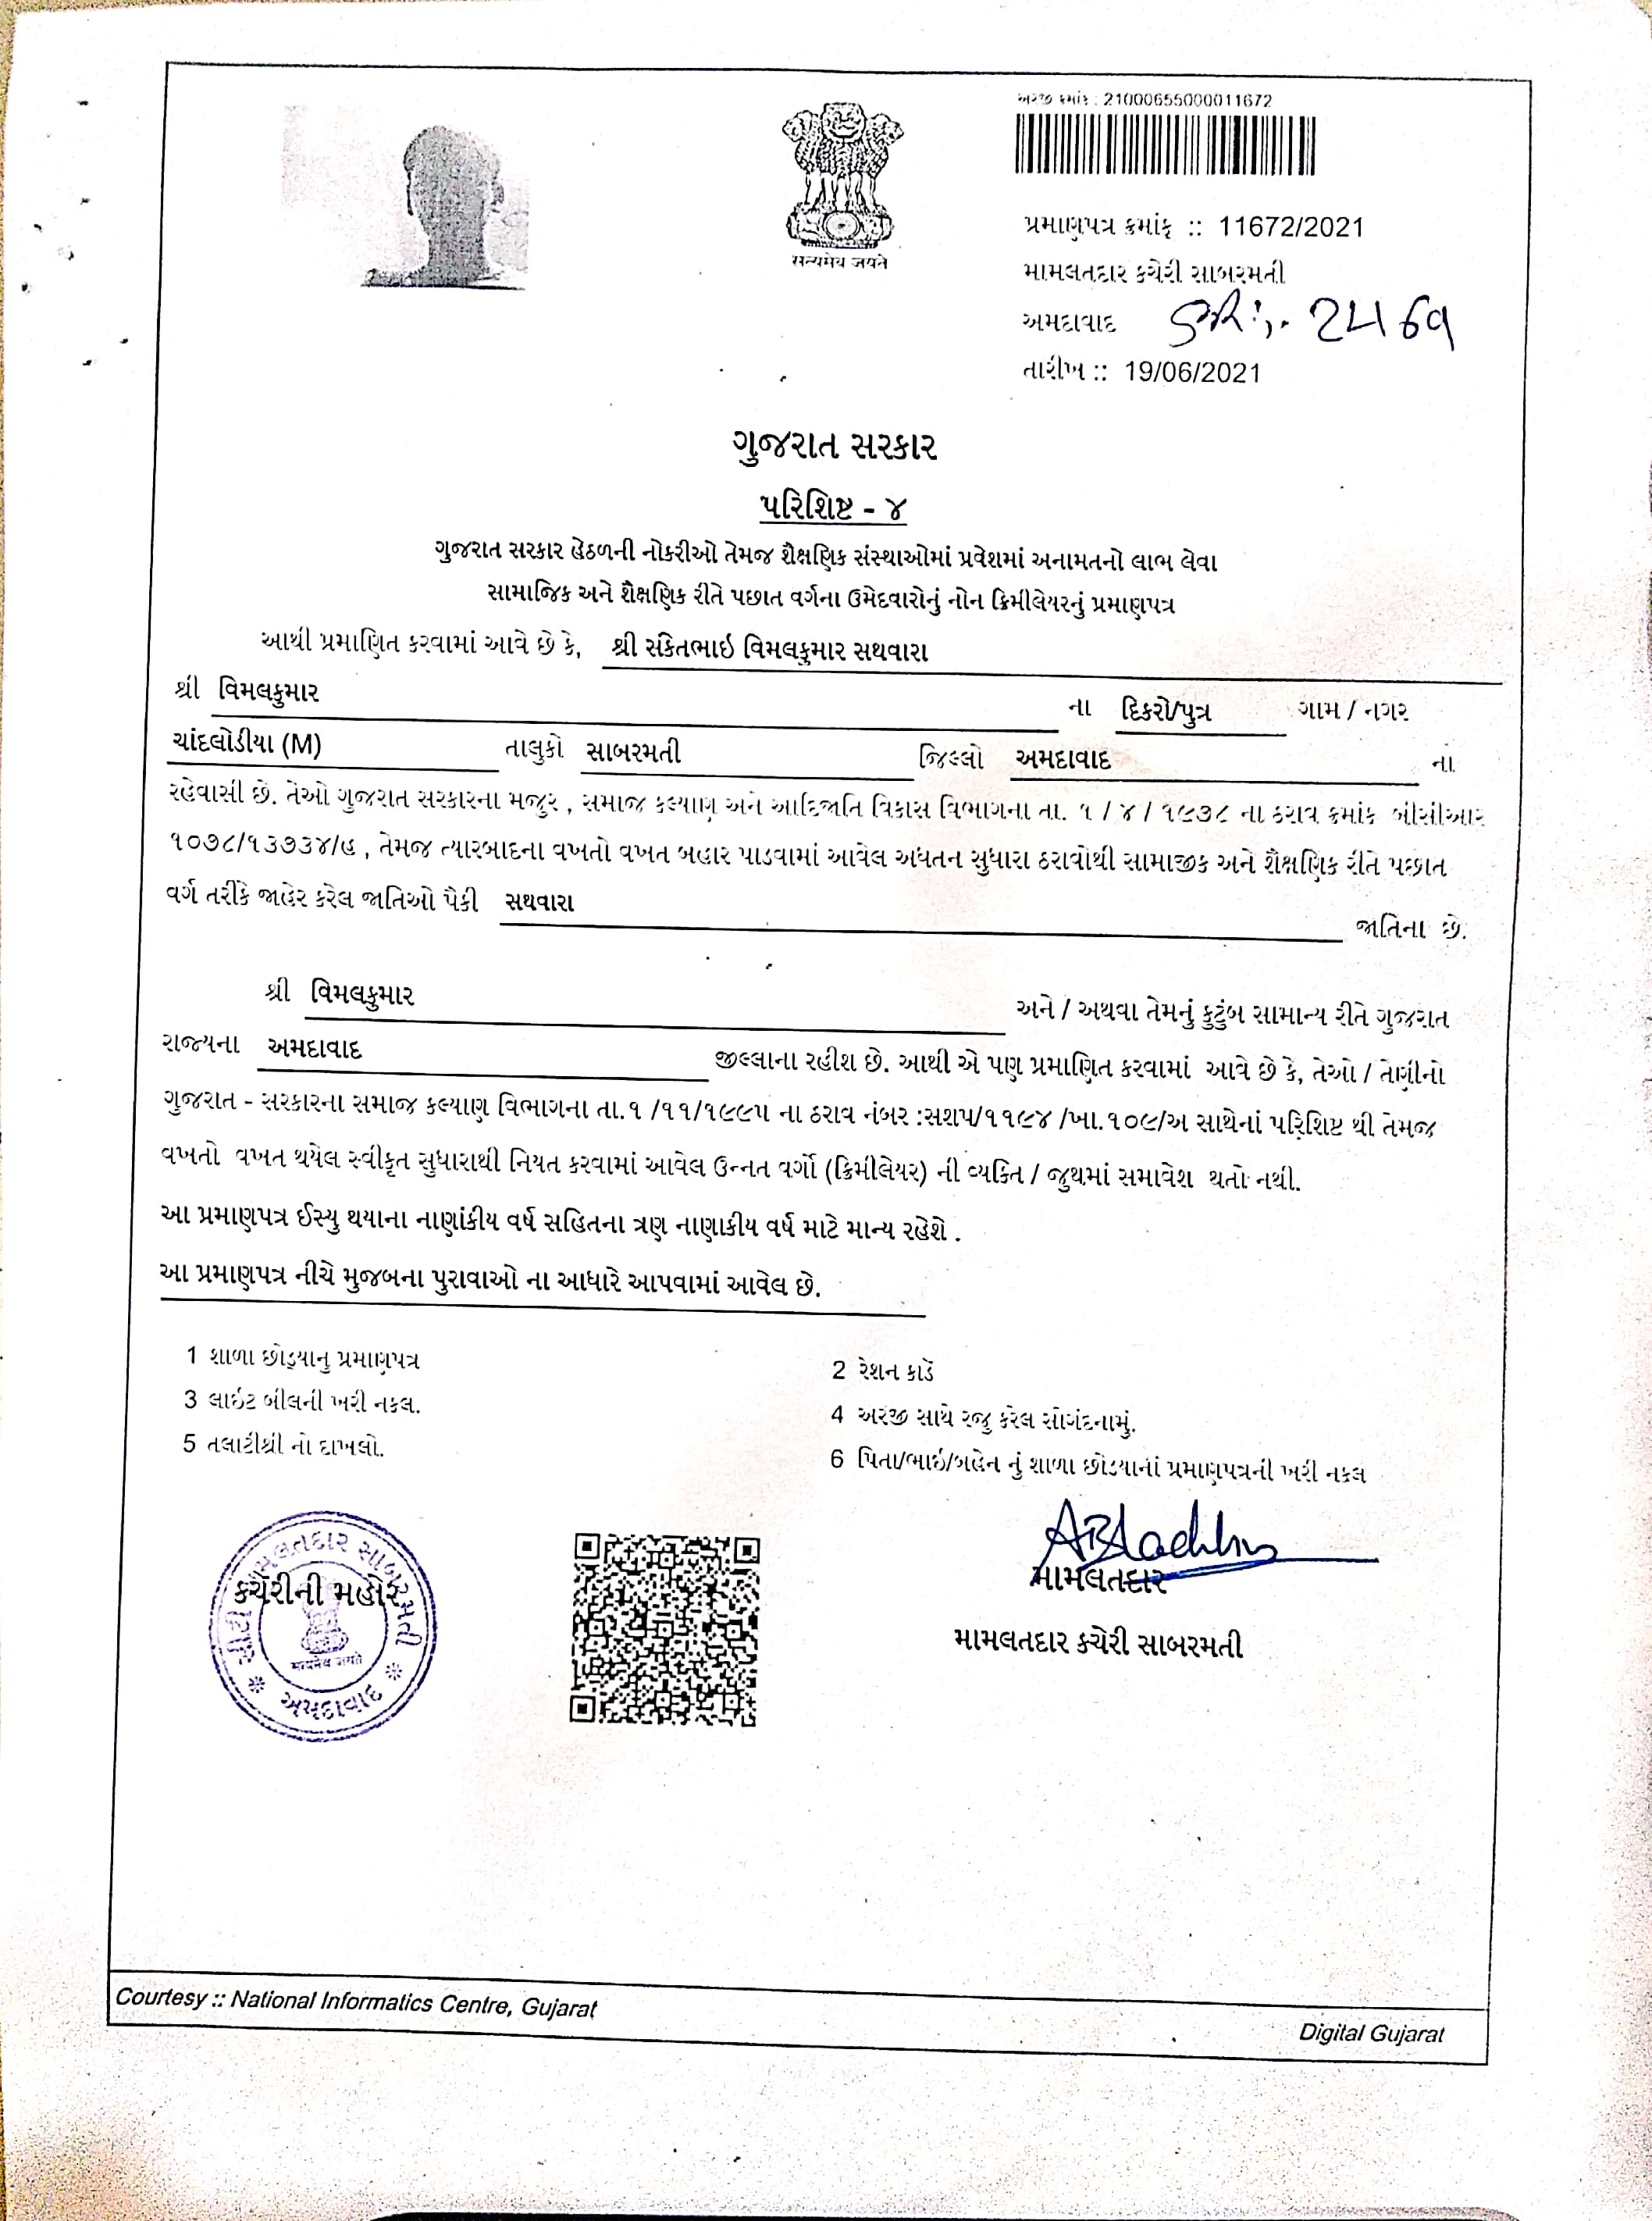 અરજી ક્રમાંક : 21000655000011672
પ્રમાણપત્ર ક્રમાંક :: 11672/2021
મામલતદાર કચેરી સાબરમતી
અમદાવાદ
તારીખ :: 19/06/2021
सत्यमेव जयते
ગુજરાત સરકાર
પરિશિષ્ટ - ૪
ગુજરાત સરકાર હેઠળની નોકરીઓ તેમજ શૈક્ષણિક સંસ્થાઓમાં પ્રવેશમાં અનામતનો લાભ લેવા
સામાજિક અને શૈક્ષણિક રીતે પછાત વર્ગના ઉમેદવારોનું નોન ક્રિમીલેયરનું પ્રમાણપત્ર
આથી પ્રમાણિત કરવામાં આવે છે કે, શ્રી સંકેતભાઇ વિમલકુમાર સથવારા
શ્રી વિમલકુમાર ના દિકરો/પુત્ર ગામ / નગર
ચાંદલોડીયા (M) તાલુકો સાબરમતી જિલ્લો અમદાવાદ ના
રહેવાસી છે. તેઓ ગુજરાત સરકારના મજુર , સમાજ કલ્યાણ અને આદિજાતિ વિકાસ વિભાગના તા. ૧ / ૪ / ૧૯૭૮ ના ઠરાવ ક્રમાંક બીસીઆર
૧૦૭૮/૧૩૭૩૪/હ , તેમજ ત્યારબાદના વખતો વખત બહાર પાડવામાં આવેલ અધતન સુધારા ઠરાવોથી સામાજીક અને શૈક્ષણિક રીતે પછાત
વર્ગ તરીકે જાહેર કરેલ જાતિઓ પૈકી સથવારા જાતિના છે.
શ્રી વિમલકુમાર અને / અથવા તેમનું કુટુંબ સામાન્ય રીતે ગુજરાત
રાજ્યના અમદાવાદ જીલ્લાના રહીશ છે. આથી એ પણ પ્રમાણિત કરવામાં આવે છે કે, તેઓ / તેણીનો
ગુજરાત - સરકારના સમાજ કલ્યાણ વિભાગના તા.૧ /૧૧/૧૯૯૫ ના ઠરાવ નંબર :સશપ/૧૧૯૪ /ખા.૧૦૯/અ સાથેનાં પરિશિષ્ટ થી તેમજ
વખતો વખત થયેલ સ્વીકૃત સુધારાથી નિયત કરવામાં આવેલ ઉન્નત વર્ગો (ક્રિમીલેયર) ની વ્યકિત / જુથમાં સમાવેશ થતો નથી.
આ પ્રમાણપત્ર ઈસ્યુ થયાના નાણાંકીય વર્ષ સહિતના ત્રણ નાણાકીય વર્ષ માટે માન્ય રહેશે .
આ પ્રમાણપત્ર નીચે મુજબના પુરાવાઓ ના આધારે આપવામાં આવેલ છે.
1 શાળા છોડ્યાનુ પ્રમાણપત્ર
2 રેશન કાર્ડ
3 લાઇટ બીલની ખરી નકલ.
4 અરજી સાથે રજુ કરેલ સોગંદનામું.
5 તલાટીશ્રી નો દાખલો.
6 પિતા/ભાઇ/બહેન નું શાળા છોડયાનાં પ્રમાણપત્રની ખરી નકલ
કચેરીની મહોર
મામલતદાર સાબરમતી
અમદાવાદ
મામલતદાર
મામલતદાર કચેરી સાબરમતી
Courtesy :: National Informatics Centre, Gujarat
Digital Gujarat